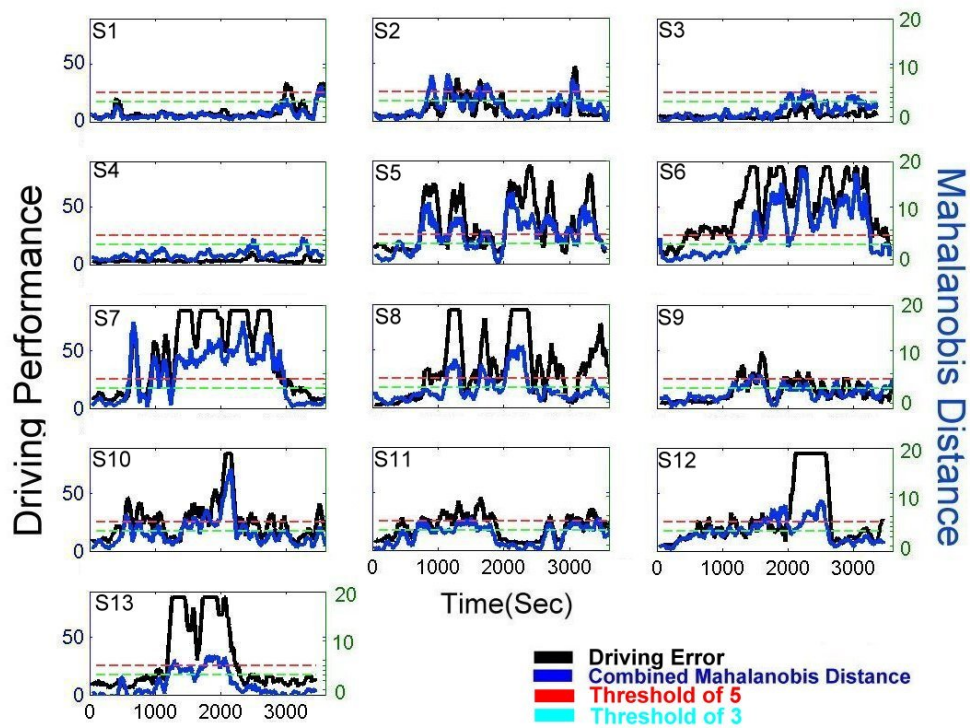 S1
S2
S3
50
0
20
10
0
S4
S5
S6
50
0
20
10
0
S7
S8
S9
50
0
20
10
0
S10
S11
S12
50
0
20
10
0
0 1000 2000 3000
0 1000 2000 3000
S13
50
0
20
10
0
0 1000 2000 3000
Driving Performance
Mahalanobis Distance
Time(Sec)
Driving Error
Combined Mahalanobis Distance
Threshold of 5
Threshold of 3